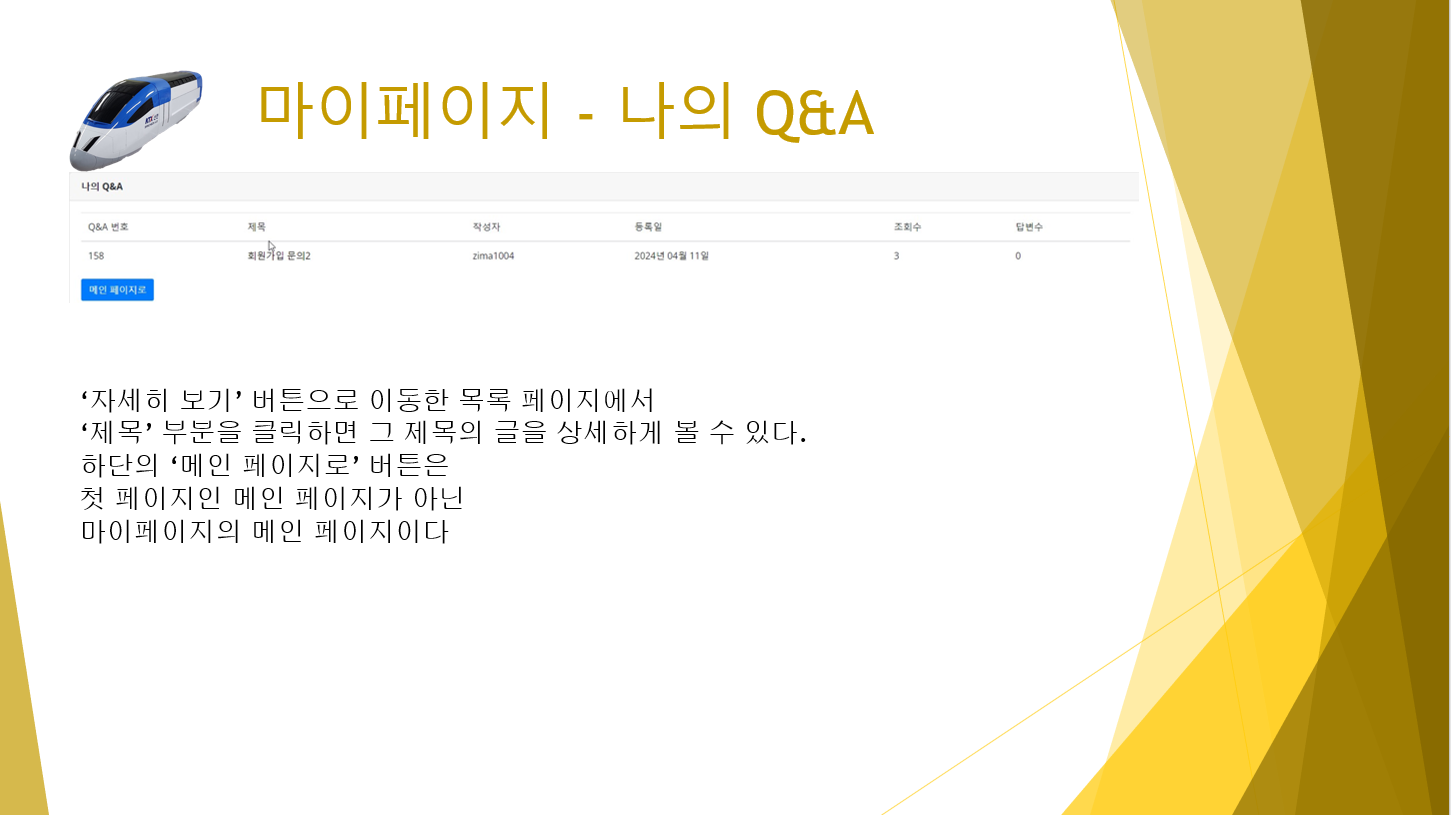 마이페이지 - 나의 Q&A
KTX
나의 Q&A
Q&A 번호 제목 작성자 등록일 조회수 답변수
158 회원가입 문의2 zima1004 2024년 04월 11일 3 0
메인 페이지로
‘자세히 보기’ 버튼으로 이동한 목록 페이지에서
‘제목’ 부분을 클릭하면 그 제목의 글을 상세하게 볼 수 있다.
하단의 ‘메인 페이지로’ 버튼은
첫 페이지인 메인 페이지가 아닌
마이페이지의 메인 페이지이다